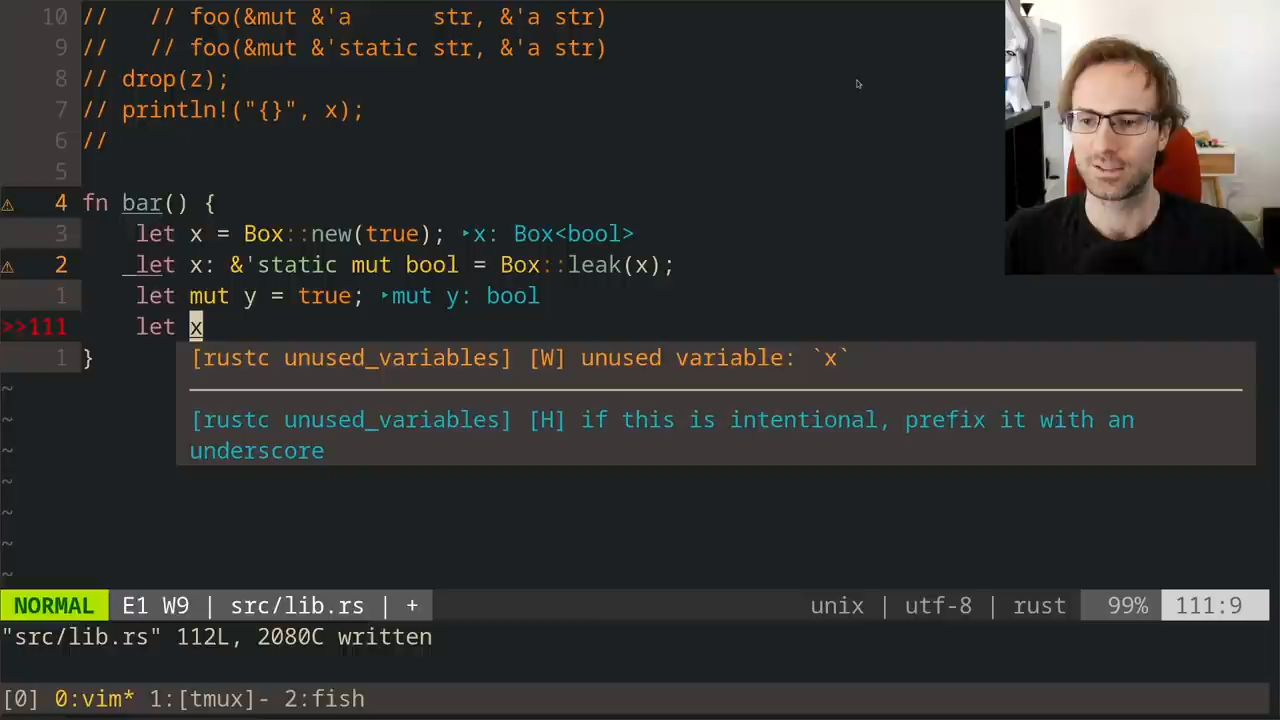 10 //   // foo(&mut &'a      str, &'a str)
9 //   // foo(&mut &'static str, &'a str)
8 // drop(z);
7 // println!("{}", x);
6 //
5
⚠ 4 fn bar() {
3     let x = Box::new(true); ‣x: Box<bool>
⚠ 2     let x: &'static mut bool = Box::leak(x);
1     let mut y = true; ‣mut y: bool
>>111     let x
1 }
[rustc unused_variables] [W] unused variable: `x`
[rustc unused_variables] [H] if this is intentional, prefix it with an
underscore
~
~
~
~
~
~
~
NORMAL E1 W9 | src/lib.rs | + unix | utf-8 | rust 99% 111:9
"src/lib.rs" 112L, 2080C written
[0] 0:vim* 1:[tmux]- 2:fish